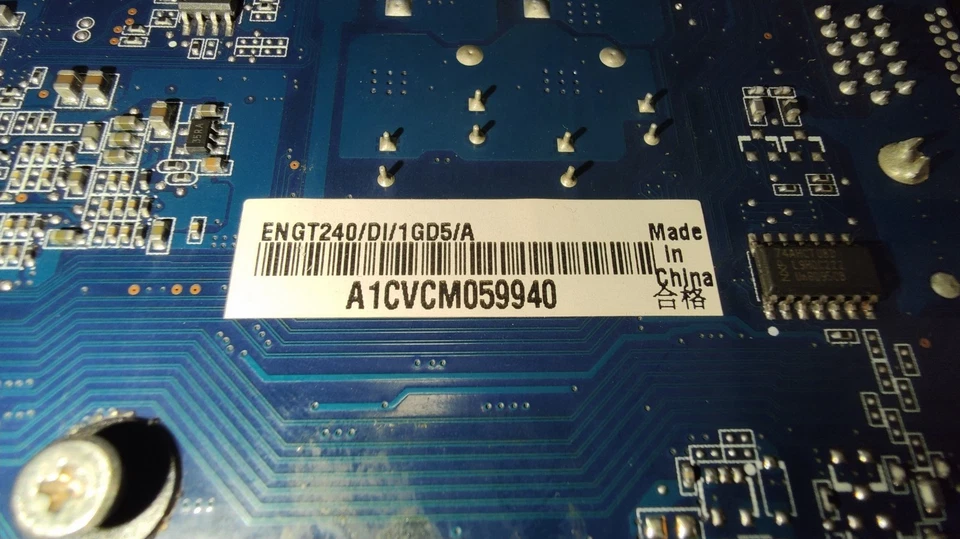 ENGT240/DI/1GD5/A
A1CVCM059940
Made
in
China
合格